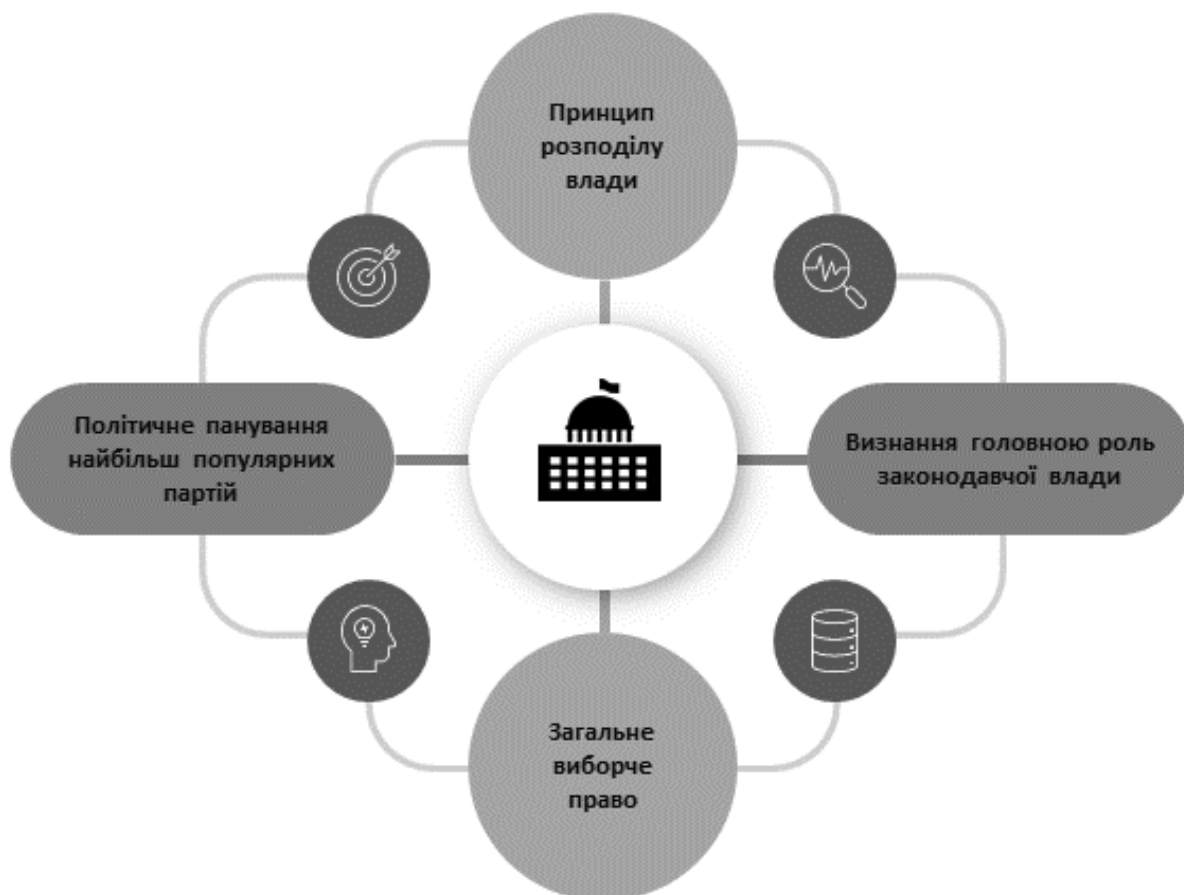 Принцип
розподілу
влади
Політичне панування
найбільш популярних
партій
Визнання головною роль
законодавчої влади
Загальне
виборче
право